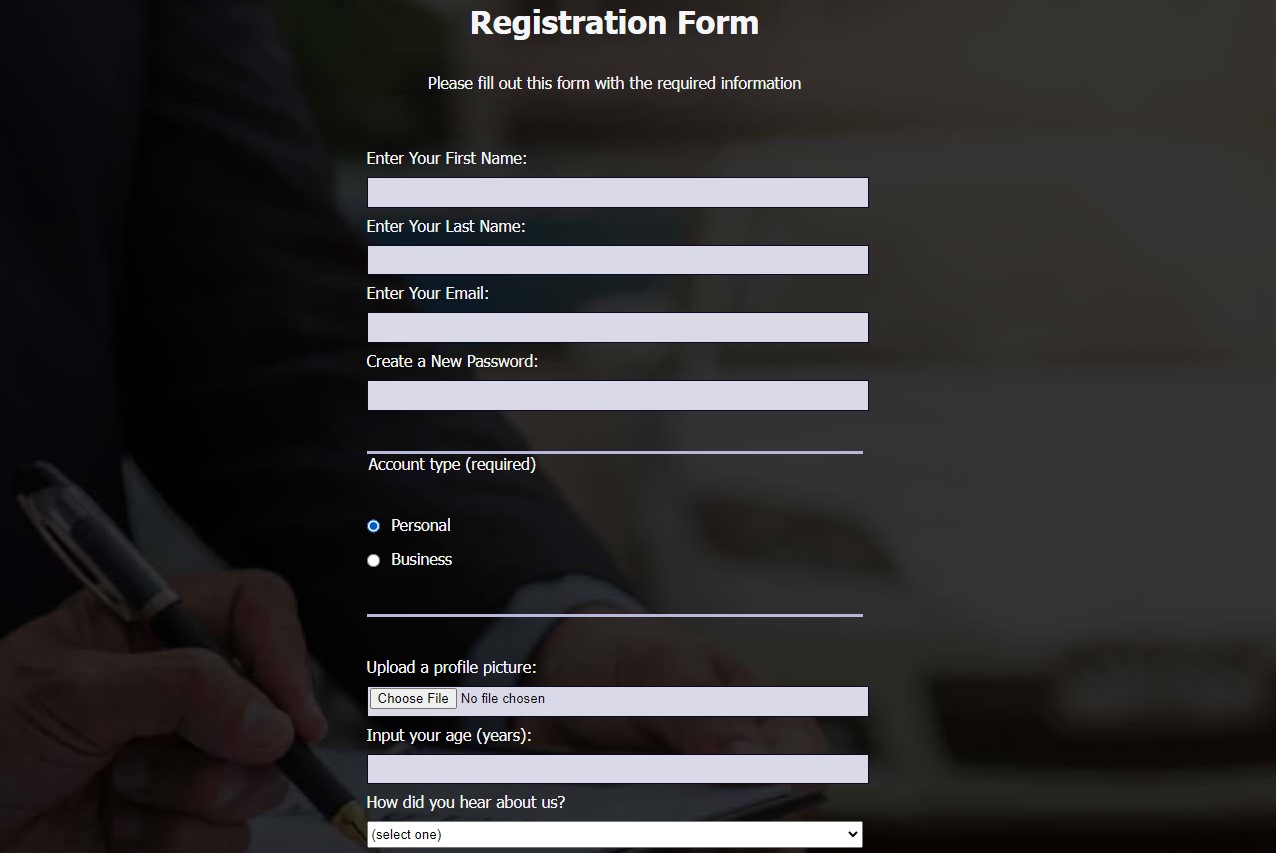 Registration Form
Please fill out this form with the required information
Enter Your First Name:
Enter Your Last Name:
Enter Your Email:
Create a New Password:
Account type (required)
Personal
Business
Upload a profile picture:
Choose File No file chosen
Input your age (years):
How did you hear about us?
(select one)